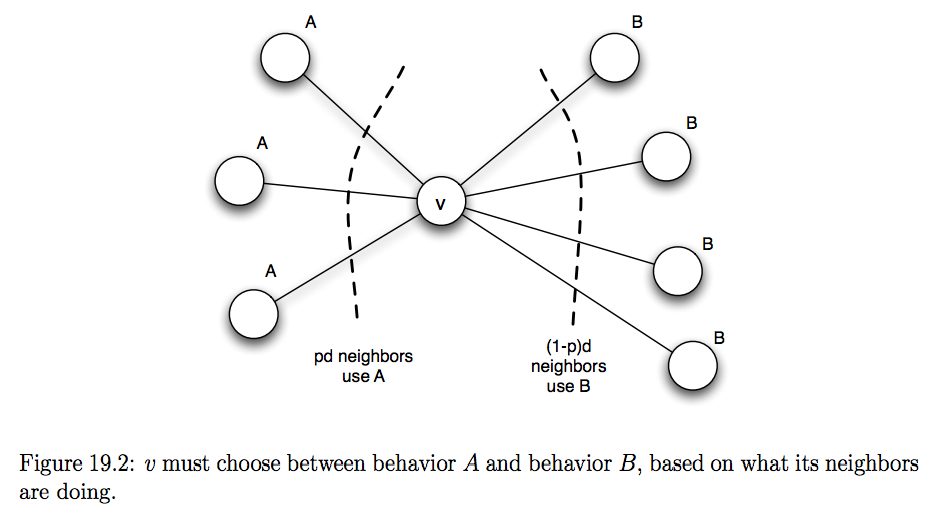 A
B
B
A
v
B
A
B
pd neighbors
use A
(1-p)d
neighbors
use B
Figure 19.2: v must choose between behavior A and behavior B, based on what its neighbors
are doing.